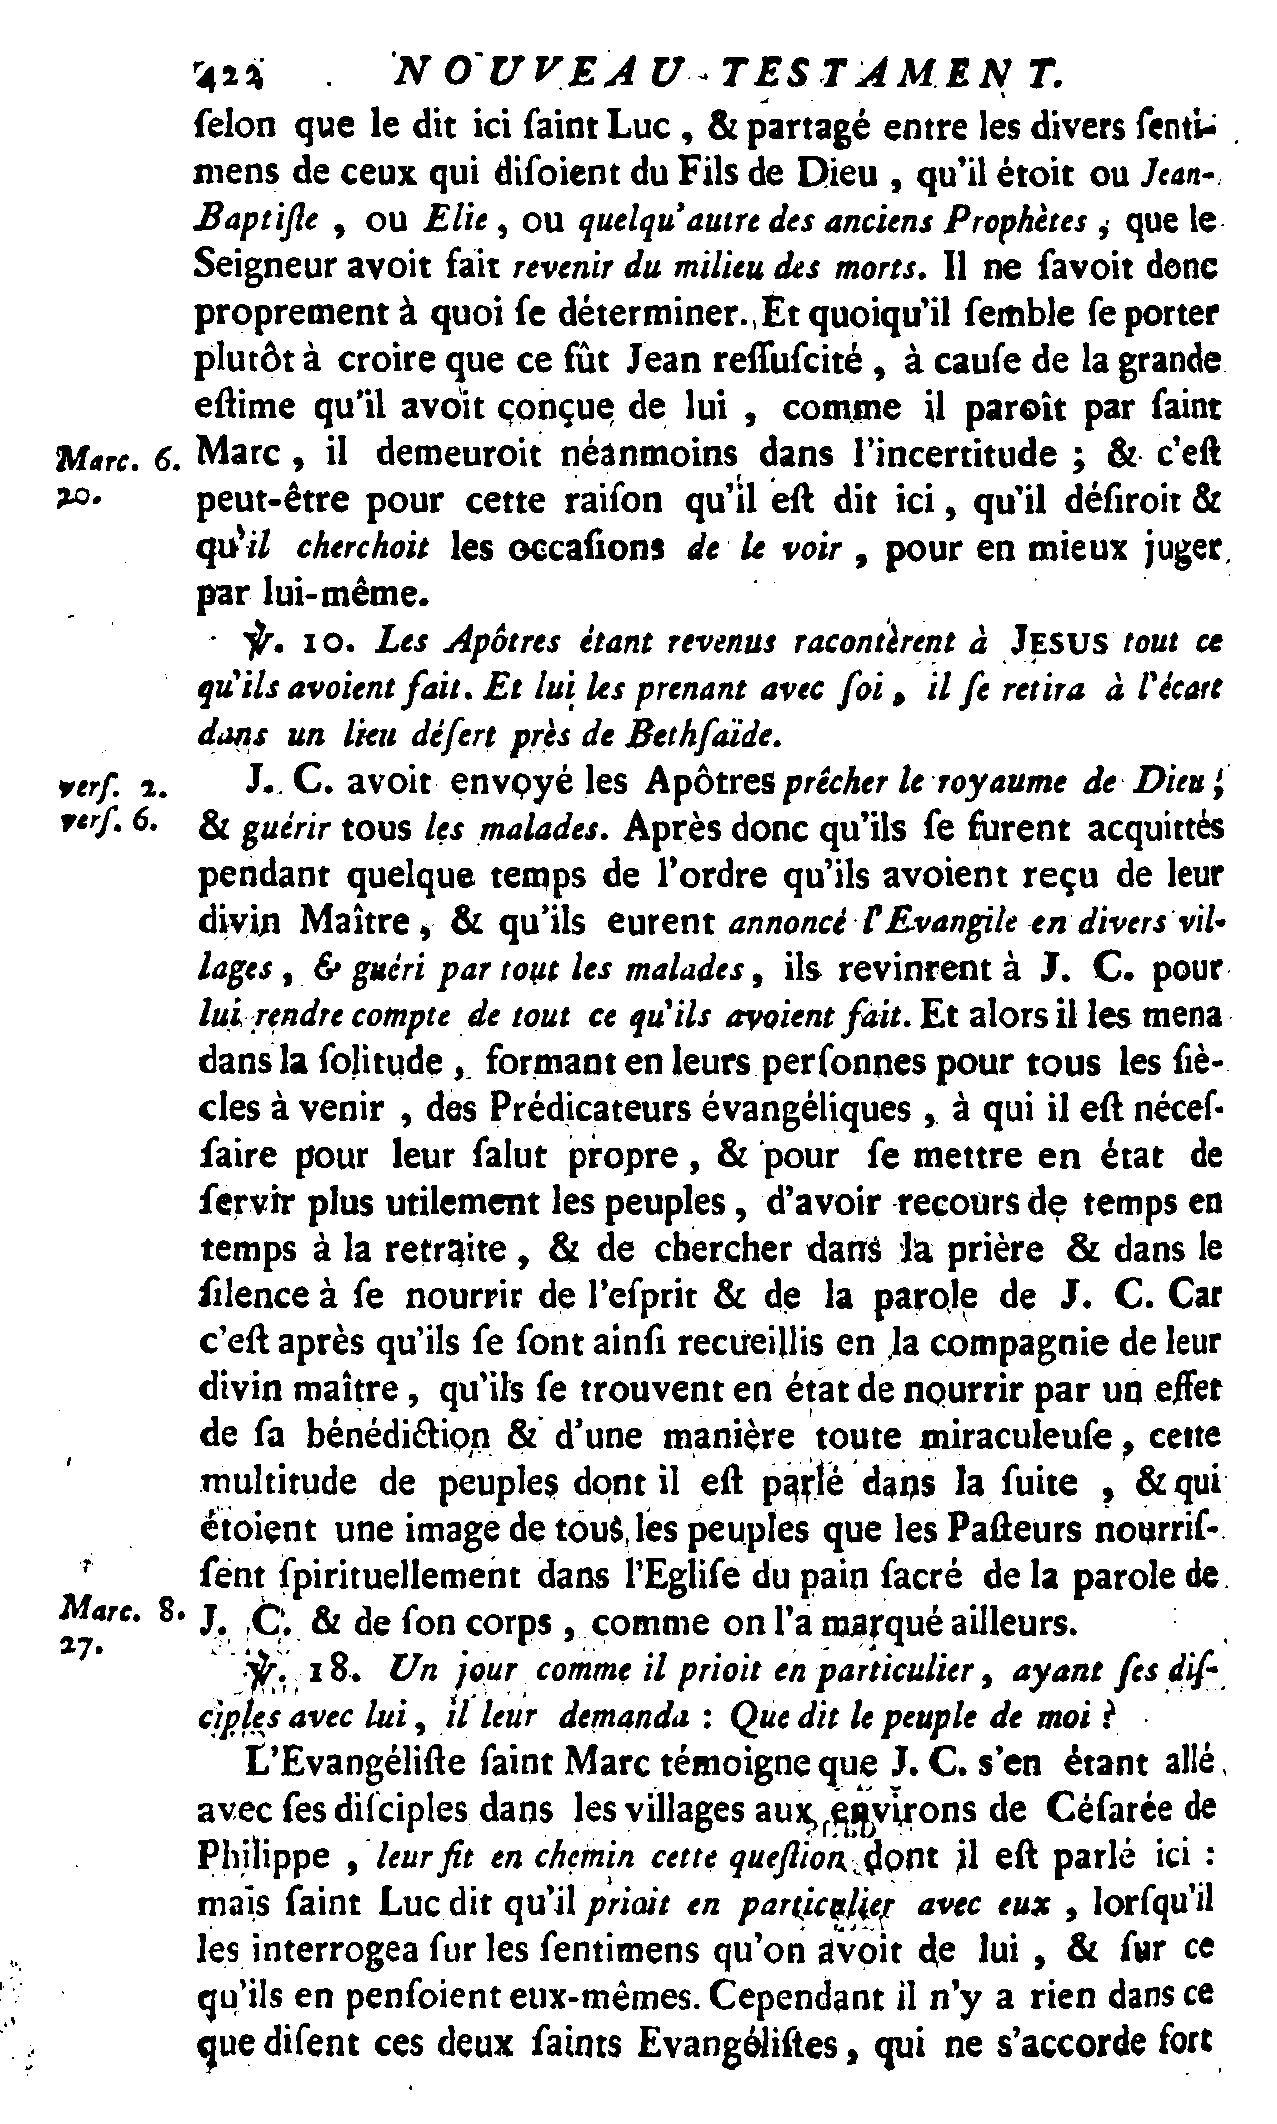 422 NOUVEAU TESTAMENT.
ſelon que le dit ici ſaint Luc, & partagé entre les divers ſenti-
mens de ceux qui diſoient du Fils de Dieu, qu'il étoit ou Jean-
Baptiſte, ou Elie, ou quelqu'autre des anciens Prophètes, que le
Seigneur avoit fait revenir du milieu des morts. Il ne ſavoit donc
proprement à quoi ſe déterminer. Et quoiqu'il ſemble ſe porter
plutôt à croire que ce fût Jean reſſuſcité, à cauſe de la grande
eſtime qu'il avoit conçue de lui, comme il paroît par ſaint
Marc. 6. Marc, il demeuroit néanmoins dans l'incertitude; & c'eſt
20. peut-être pour cette raiſon qu'il eſt dit ici, qu'il déſiroit &
qu'il cherchoit les occaſions de le voir, pour en mieux juger
par lui-même.
℣. 10. Les Apôtres étant revenus racontèrent à JESUS tout ce
qu'ils avoient fait. Et lui les prenant avec ſoi, il ſe retira à l'écart
dans un lieu déſert près de Bethſaïde.
verſ. 2. J. C. avoit envoyé les Apôtres prêcher le royaume de Dieu;
verſ. 6. & guérir tous les malades. Après donc qu'ils ſe furent acquittés
pendant quelque temps de l'ordre qu'ils avoient reçu de leur
divin Maître, & qu'ils eurent annoncé l'Evangile en divers vil-
lages, & guéri par tout les malades, ils revinrent à J. C. pour
lui rendre compte de tout ce qu'ils avoient fait. Et alors il les mena
dans la ſolitude, formant en leurs perſonnes pour tous les ſiè-
cles à venir, des Prédicateurs évangéliques, à qui il eſt néceſ-
ſaire pour leur ſalut propre, & pour ſe mettre en état de
ſervir plus utilement les peuples, d'avoir recours de temps en
temps à la retraite, & de chercher dans la prière & dans le
ſilence à ſe nourrir de l'eſprit & de la parole de J. C. Car
c'eſt après qu'ils ſe ſont ainſi recueillis en la compagnie de leur
divin maître, qu'ils ſe trouvent en état de nourrir par un effet
de ſa bénédiction & d'une manière toute miraculeuſe, cette
multitude de peuples dont il eſt parlé dans la ſuite, & qui
étoient une image de tous les peuples que les Paſteurs nourriſ-
ſent ſpirituellement dans l'Egliſe du pain ſacré de la parole de
Marc. 8. J. C. & de ſon corps, comme on l'a marqué ailleurs.
27.
℣. 18. Un jour comme il prioit en particulier, ayant ſes diſ-
ciples avec lui, il leur demanda : Que dit le peuple de moi ?
L'Evangéliſte ſaint Marc témoigne que J. C. s'en étant allé
avec ſes diſciples dans les villages aux environs de Céſarée de
Philippe, leur fit en chemin cette queſtion dont il eſt parlé ici :
mais ſaint Luc dit qu'il prioit en particulier avec eux, lorſqu'il
les interrogea ſur les ſentimens qu'on avoit de lui, & ſur ce
qu'ils en penſoient eux-mêmes. Cependant il n'y a rien dans ce
que diſent ces deux ſaints Evangéliſtes, qui ne s'accorde fort